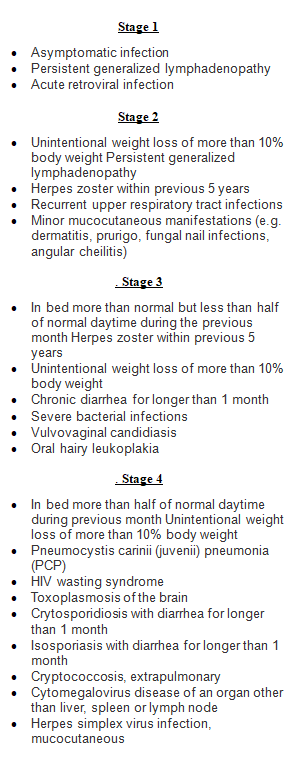 Stage 1
• Asymptomatic infection
• Persistent generalized lymphadenopathy
• Acute retroviral infection
Stage 2
• Unintentional weight loss of more than 10%
body weight Persistent generalized
lymphadenopathy
• Herpes zoster within previous 5 years
• Recurrent upper respiratory tract infections
• Minor mucocutaneous manifestations (e.g.
dermatitis, prurigo, fungal nail infections,
angular cheilitis)
. Stage 3
• In bed more than normal but less than half
of normal daytime during the previous
month Herpes zoster within previous 5
years
• Unintentional weight loss of more than 10%
body weight
• Chronic diarrhea for longer than 1 month
• Severe bacterial infections
• Vulvovaginal candidiasis
• Oral hairy leukoplakia
. Stage 4
• In bed more than half of normal daytime
during previous month Unintentional weight
loss of more than 10% body weight
• Pneumocystis carinii (juvenii) pneumonia
(PCP)
• HIV wasting syndrome
• Toxoplasmosis of the brain
• Crytosporidiosis with diarrhea for longer
than 1 month
• Isosporiasis with diarrhea for longer than 1
month
• Cryptococcosis, extrapulmonary
• Cytomegalovirus disease of an organ other
than liver, spleen or lymph node
• Herpes simplex virus infection,
mucocutaneous